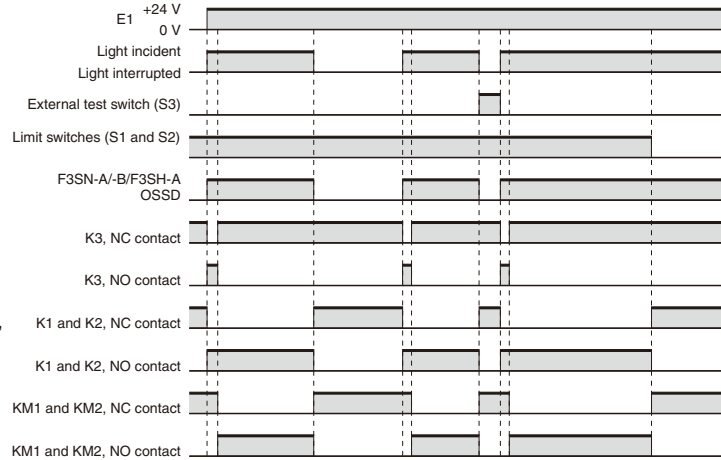 E1 +24 V
0 V
Light incident
Light interrupted
External test switch (S3)
Limit switches (S1 and S2)
F3SN-A/-B/F3SH-A
OSSD
K3, NC contact
K3, NO contact
K1 and K2, NC contact
K1 and K2, NO contact
KM1 and KM2, NC contact
KM1 and KM2, NO contact